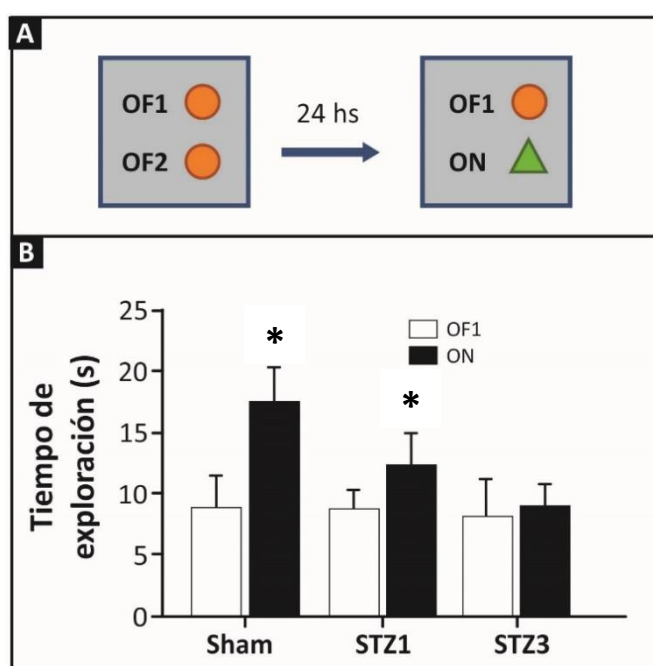 A
OF1
OF2
24 hs
OF1
ON
B
Tiempo de
exploración (s)
25
20
15
10
5
0
*
*
OF1
ON
Sham
STZ1
STZ3